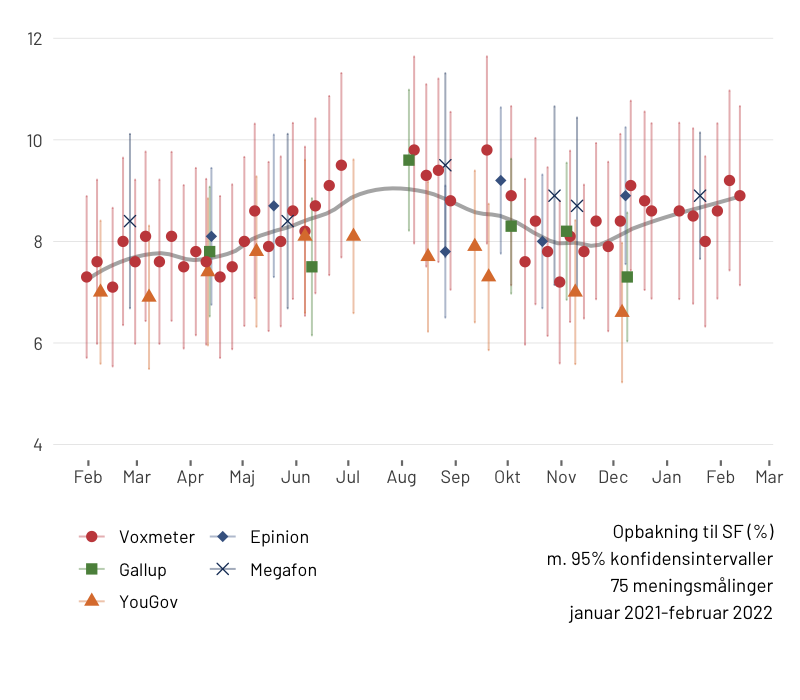 12
10
8
6
4
Feb Mar Apr Maj Jun Jul Aug Sep Okt Nov Dec Jan Feb Mar
Voxmeter
Epinion
Gallup
Megafon
YouGov
Opbakning til SF (%)
m. 95% konfidensintervaller
75 meningsmålinger
januar 2021-februar 2022